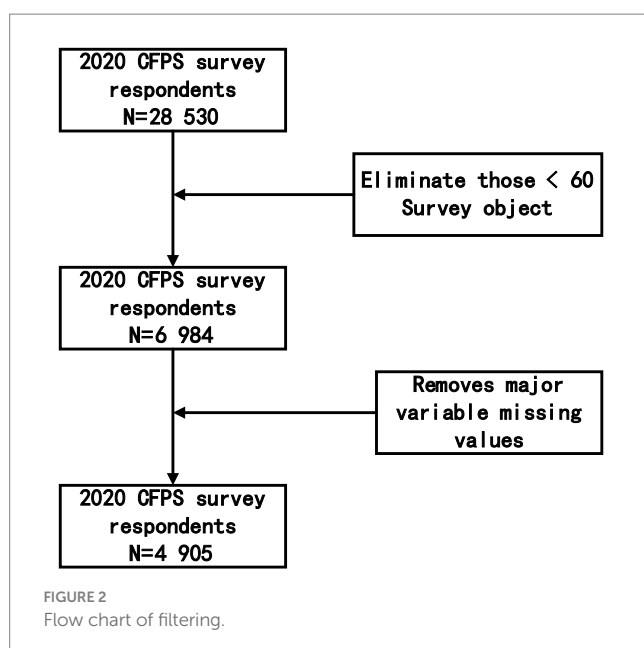 2020 CFPS survey
respondents
N=28 530
Eliminate those < 60
Survey object
2020 CFPS survey
respondents
N=6 984
Removes major
variable missing
values
2020 CFPS survey
respondents
N=4 905
FIGURE 2
Flow chart of filtering.